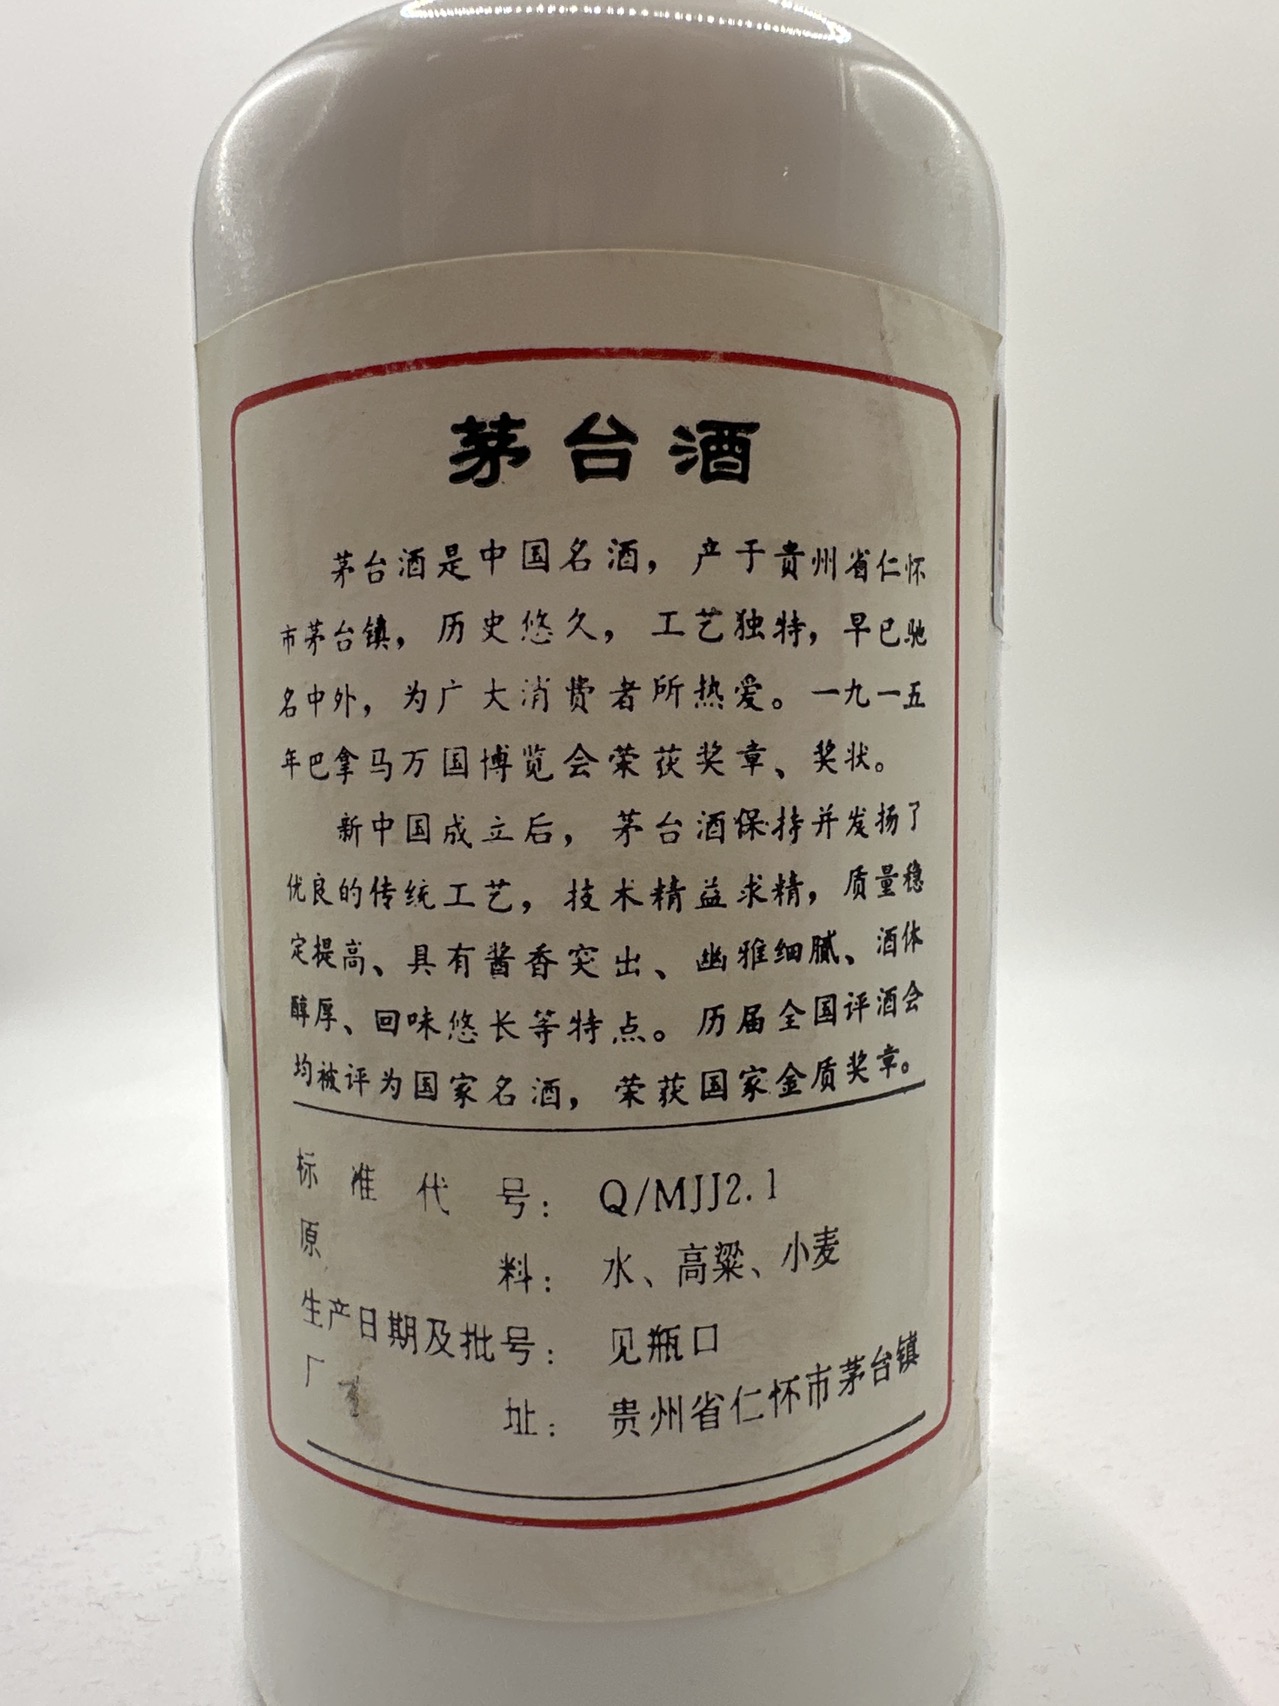 茅台酒
茅台酒是中国名酒，产于贵州省仁怀
市茅台镇，历史悠久，工艺独特，早已驰
名中外，为广大消费者所热爱。一九一五
年巴拿马万国博览会荣获奖章、奖状。
新中国成立后，茅台酒保持并发扬了
优良的传统工艺，技术精益求精，质量稳
定提高、具有酱香突出、幽雅细腻、酒体
醇厚、回味悠长等特点。历届全国评酒会
均被评为国家名酒，荣获国家金质奖章。
标准代号：Q/MJJ2.1
原料：水、高粱、小麦
生产日期及批号：见瓶口
厂址：贵州省仁怀市茅台镇